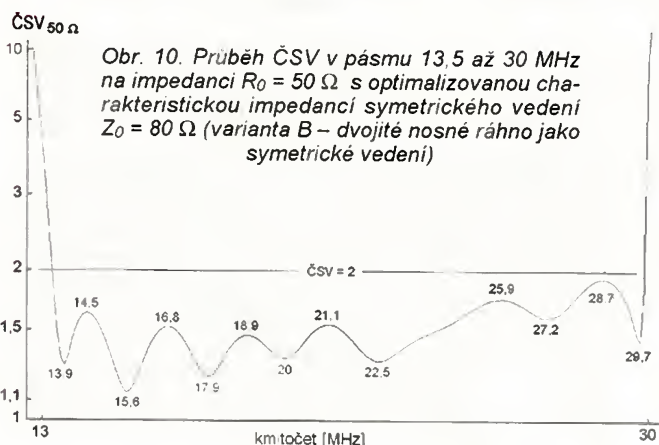 ČSV 50 Ω
Obr. 10. Průběh ČSV v pásmu 13,5 až 30 MHz
na impedanci R0 = 50 Ω s optimalizovanou cha-
rakteristickou impedancí symetrického vedení
Z0 = 80 Ω (varianta B – dvojité nosné ráhno jako
symetrické vedení)
10
5
3
2
ČSV = 2
1,5
1,1
1
13,9
14,5
15,6
16,8
17,9
18,9
20
21,1
22,5
25,9
27,2
28,7
29,7
13
kmitočet [MHz]
30